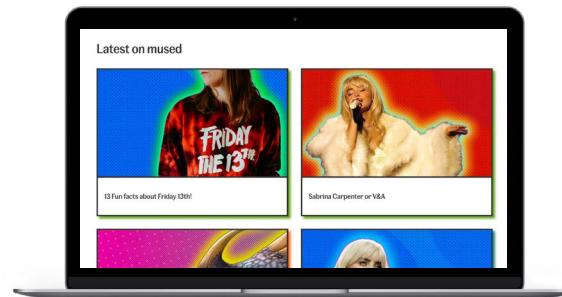 Latest on mused
FRIDAY
THE 13TH
13 Fun facts about Friday 13th!
Sabrina Carpenter or V&A